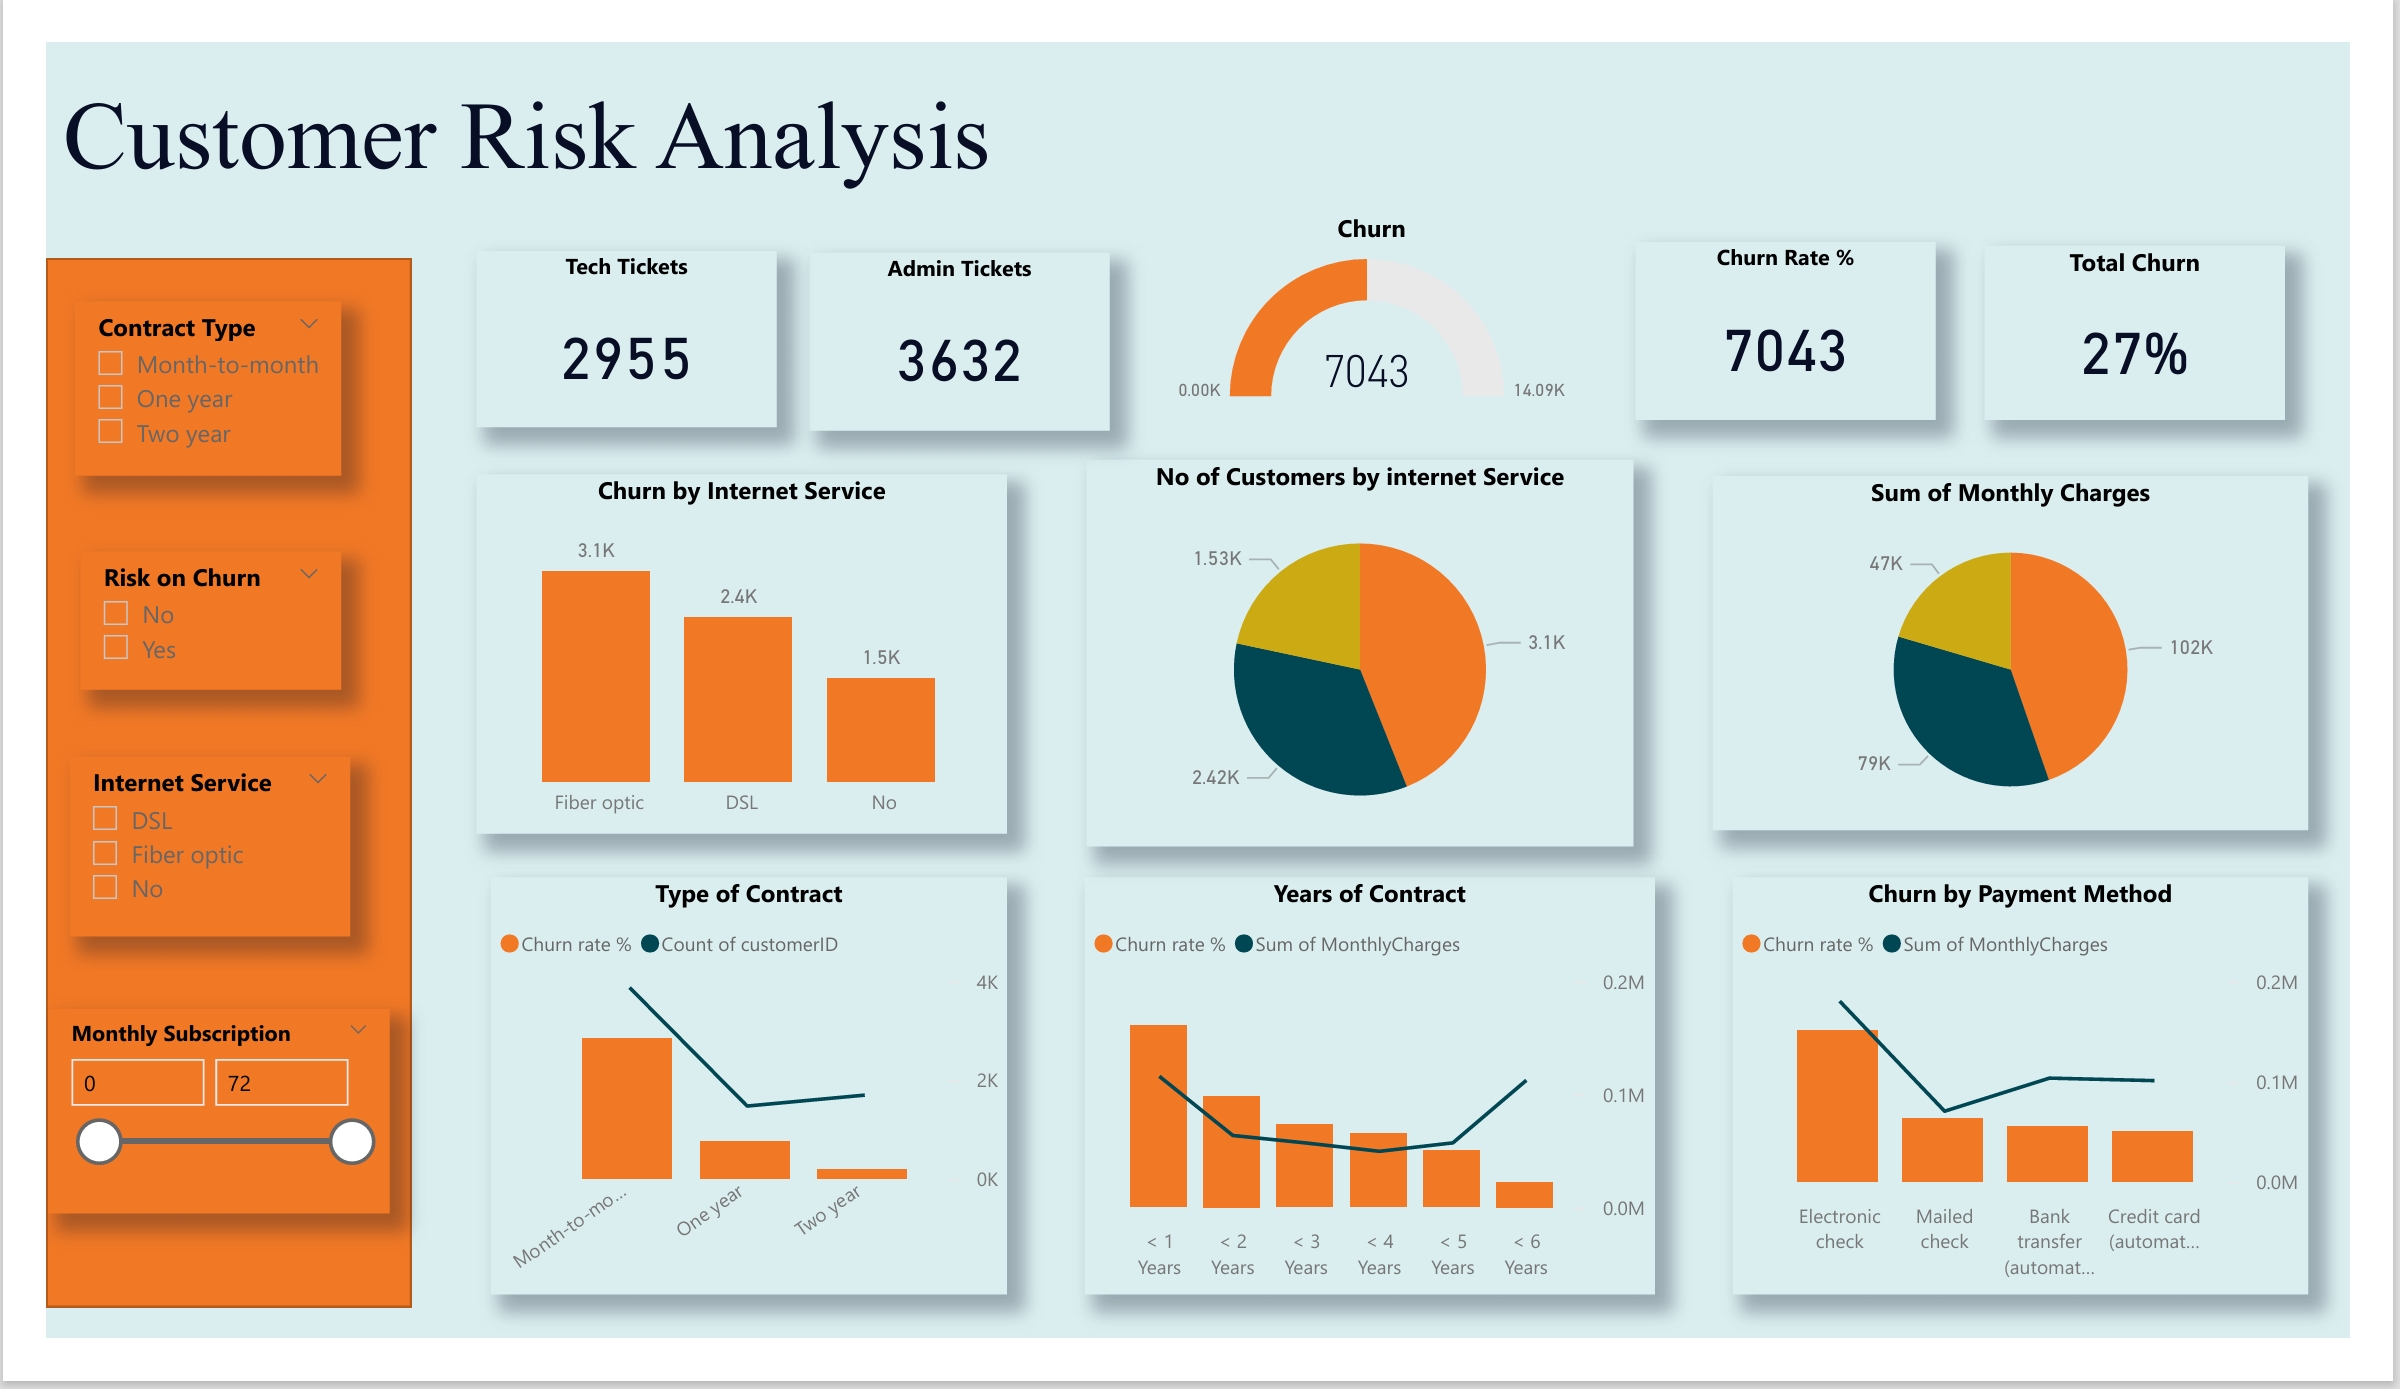 Customer Risk Analysis
Contract Type
Month-to-month
One year
Two year
Risk on Churn
No
Yes
Internet Service
DSL
Fiber optic
No
Monthly Subscription
0
72
Tech Tickets
2955
Admin Tickets
3632
Churn
7043
0.00K
14.09K
Churn Rate %
7043
Total Churn
27%
Churn by Internet Service
3.1K
2.4K
1.5K
Fiber optic
DSL
No
No of Customers by internet Service
1.53K
3.1K
2.42K
Sum of Monthly Charges
47K
102K
79K
Type of Contract
Churn rate %
Count of customerID
4K
2K
0K
Month-to-mo...
One year
Two year
Years of Contract
Churn rate %
Sum of MonthlyCharges
0.2M
0.1M
0.0M
< 1
Years
< 2
Years
< 3
Years
< 4
Years
< 5
Years
< 6
Years
Churn by Payment Method
Churn rate %
Sum of MonthlyCharges
0.2M
0.1M
0.0M
Electronic
check
Mailed
check
Bank
transfer
(automat...
Credit card
(automat...